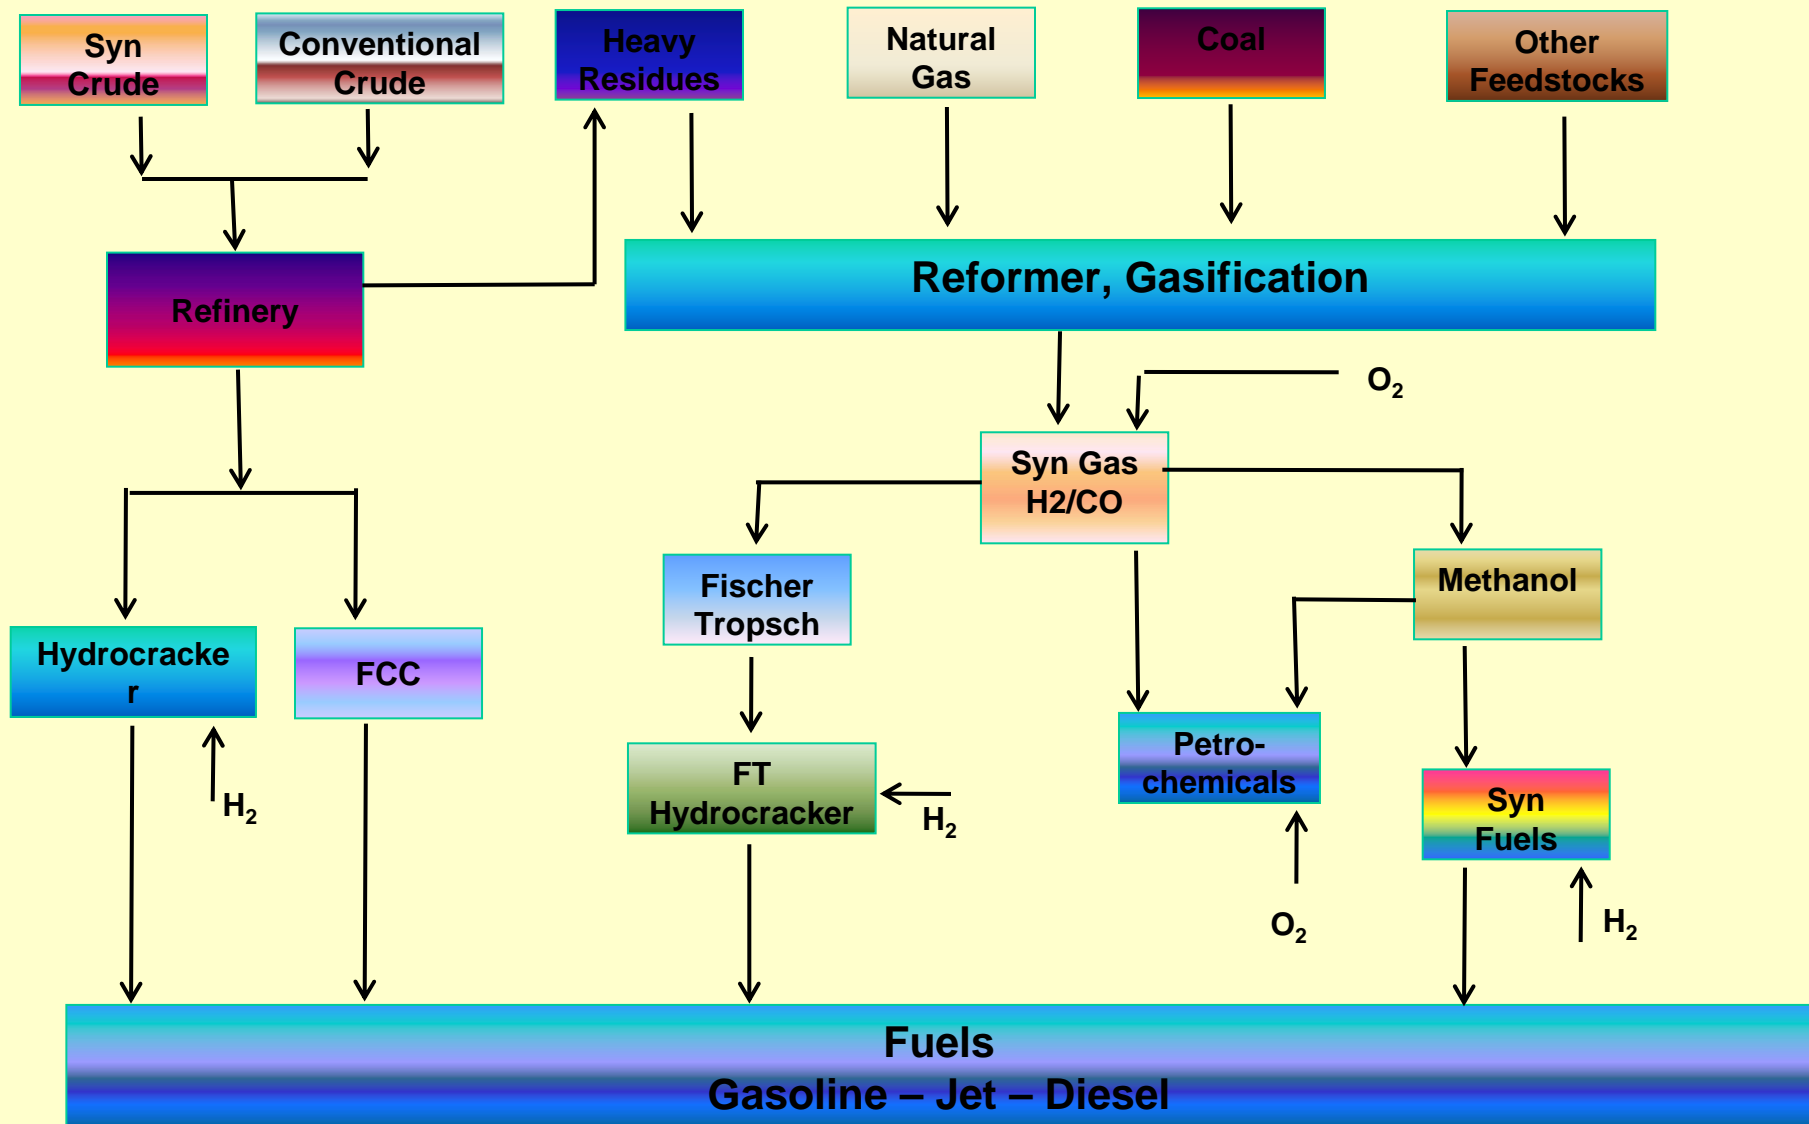 Syn
Crude
Conventional
Crude
Heavy
Residues
Natural
Gas
Coal
Other
Feedstocks
Refinery
Reformer, Gasification
O₂
Syn Gas
H2/CO
Fischer
Tropsch
Methanol
Hydrocracke
r
FCC
H₂
FT
Hydrocracker
H₂
Petro-
chemicals
Syn
Fuels
O₂
H₂
Fuels
Gasoline – Jet – Diesel